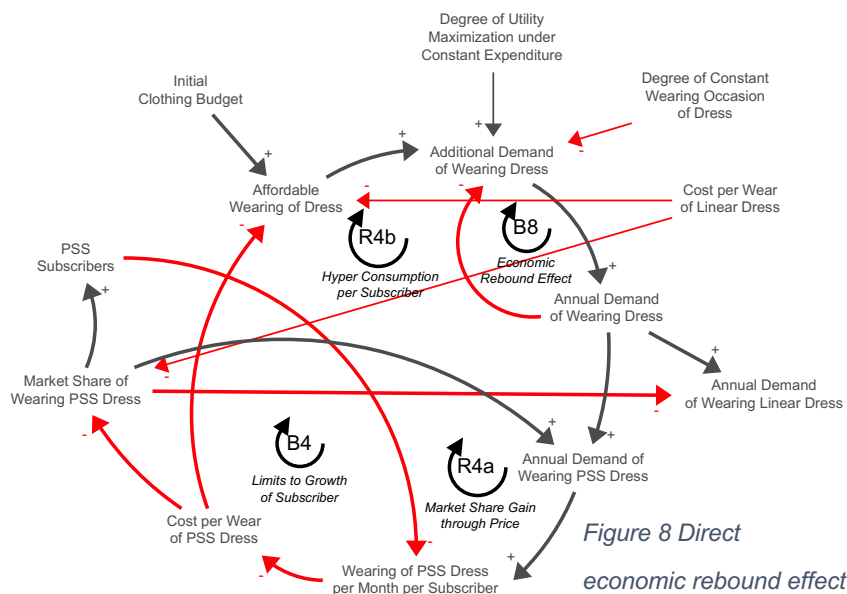 Degree of Utility
Maximization under
Constant Expenditure
Initial
Clothing Budget
Degree of Constant
Wearing Occasion
of Dress
+
+
+
-
Additional Demand
of Wearing Dress
-
-
Affordable
Wearing of Dress
-
-
Cost per Wear
of Linear Dress
R4b
Hyper Consumption
per Subscriber
B8
Economic
Rebound Effect
PSS
Subscribers
+
+
Annual Demand
of Wearing Dress
Market Share of
Wearing PSS Dress
-
-
+
Annual Demand
of Wearing Linear Dress
-
B4
Limits to Growth
of Subscriber
R4a
Market Share Gain
through Price
+
+
Annual Demand of
Wearing PSS Dress
Cost per Wear
of PSS Dress
-
-
+
Wearing of PSS Dress
per Month per Subscriber
Figure 8 Direct
economic rebound effect